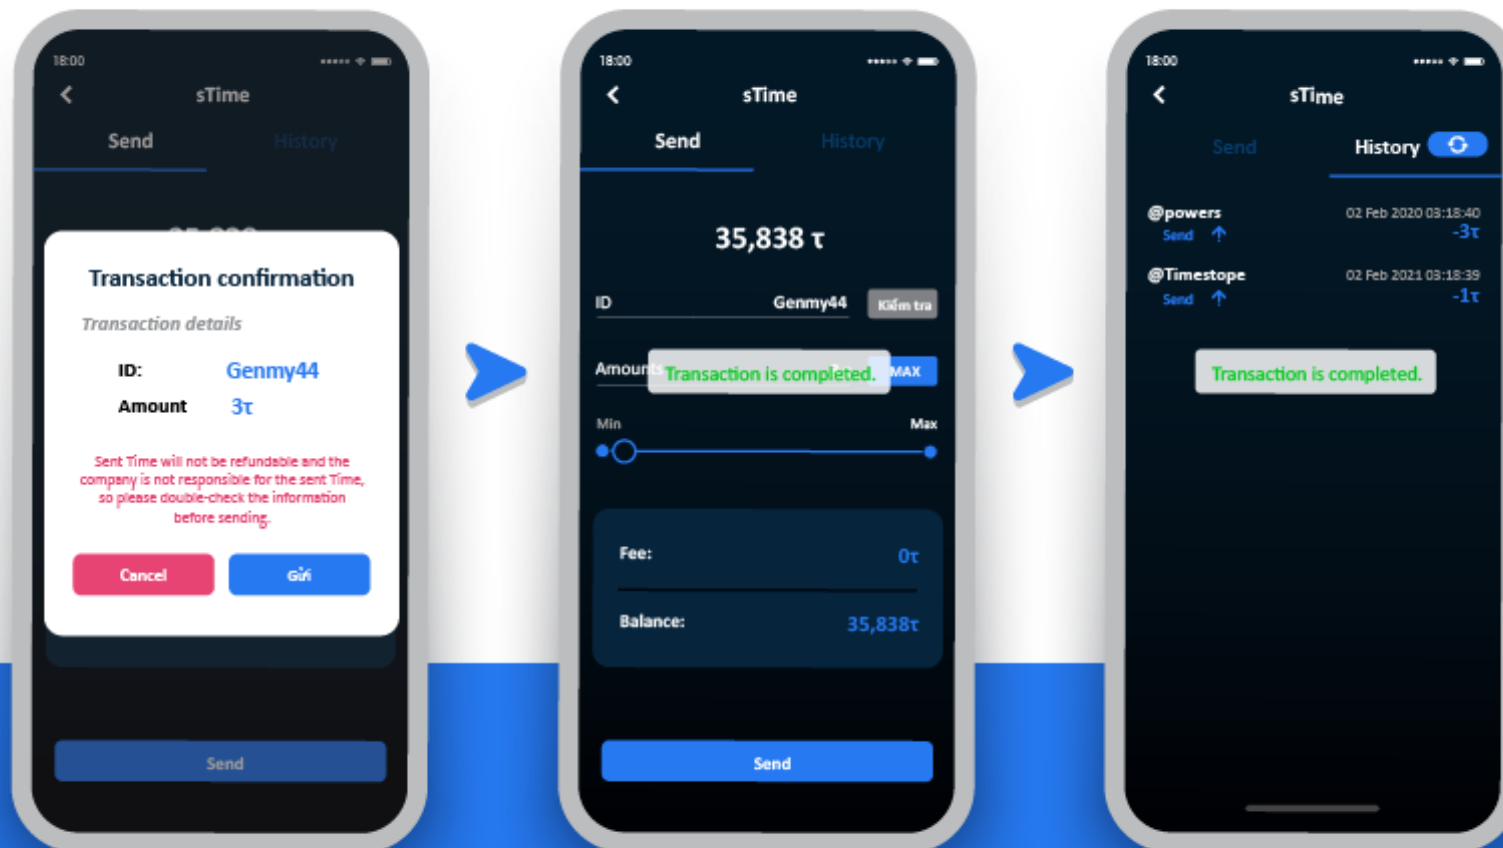 18:00
sTime
Send History
Transaction confirmation
Transaction details
ID: Genmy44
Amount 3τ
Sent Time will not be refundable and the
company is not responsible for the sent Time,
so please double-check the information
before sending.
Cancel Gửi
Send
18:00
sTime
Send History
35,838 τ
ID Genmy44 Kiểm tra
Amounts MAX
Transaction is completed.
Min Max
Fee: 0τ
Balance: 35,838τ
Send
18:00
sTime
Send History
@powers 02 Feb 2020 03:18:40
Send -3τ
@Timestope 02 Feb 2021 03:18:39
Send -1τ
Transaction is completed.